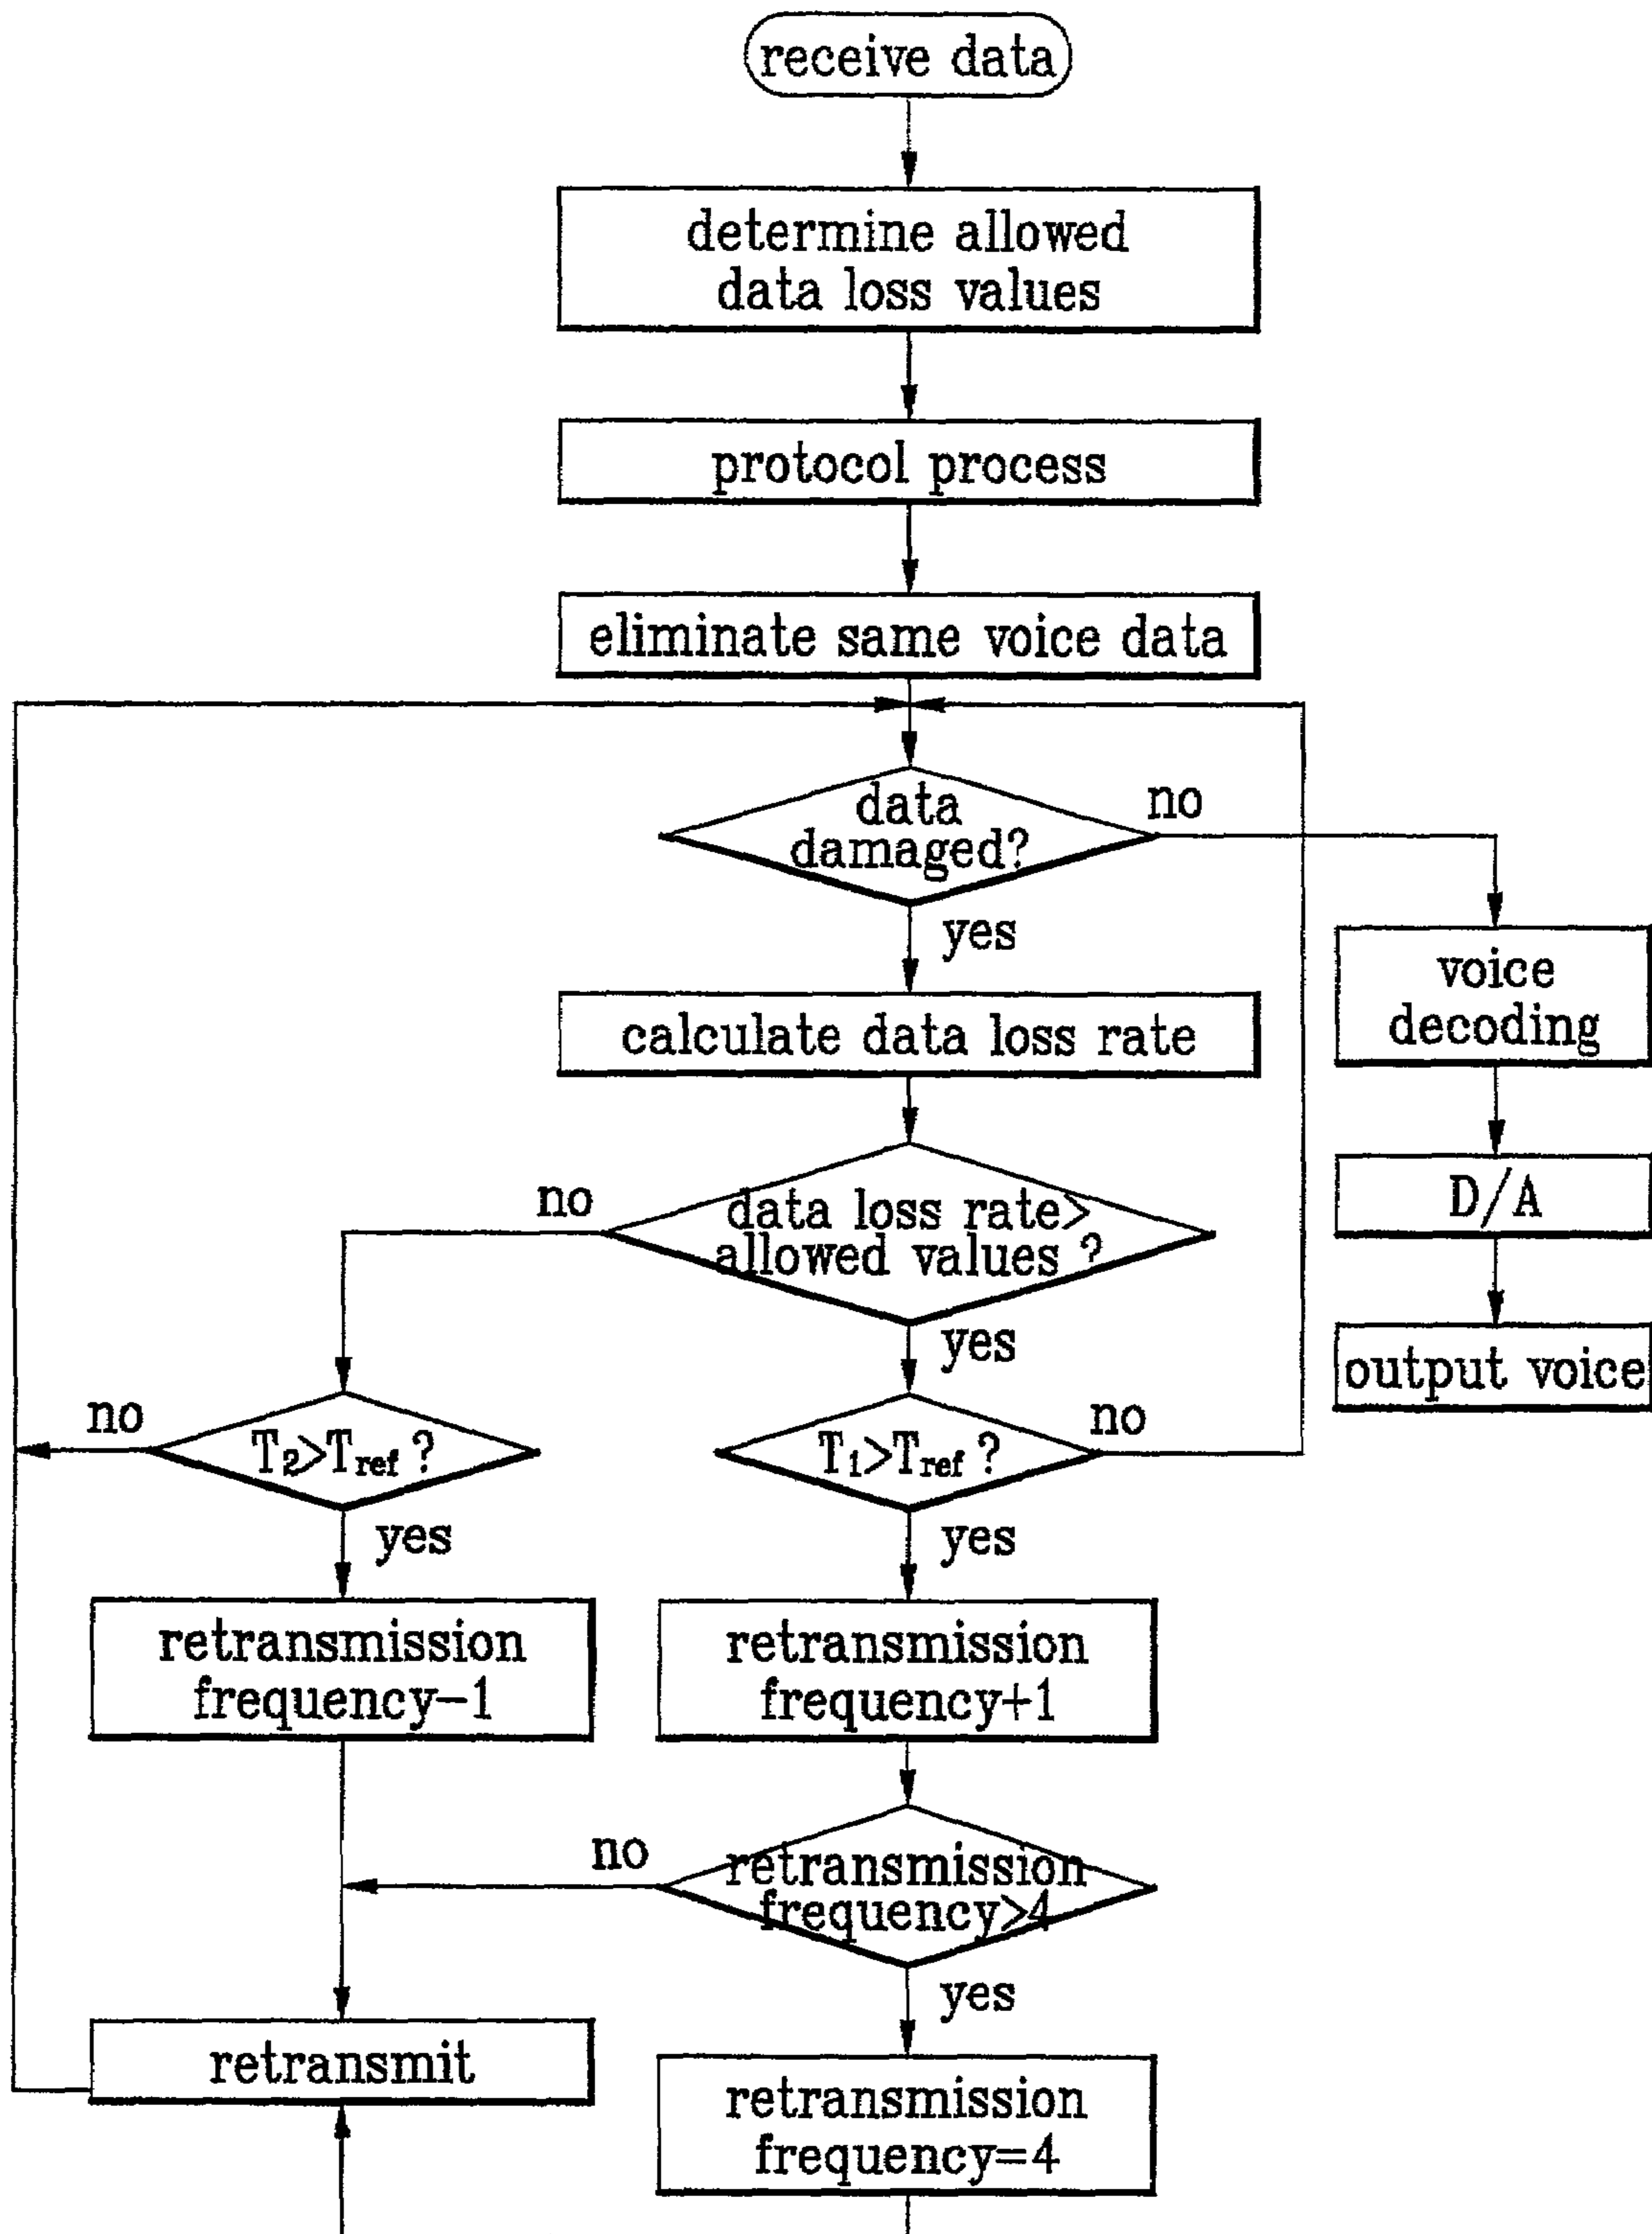 receive data
determine allowed
data loss values
protocol process
eliminate same voice data
data
damaged?
no
yes
voice
decoding
calculate data loss rate
D/A
no
data loss rate>
allowed values ?
yes
output voice
no
T2>Tref ?
T1>Tref ?
no
yes
yes
retransmission
frequency-1
retransmission
frequency+1
no
retransmission
frequency>4
yes
retransmit
retransmission
frequency=4